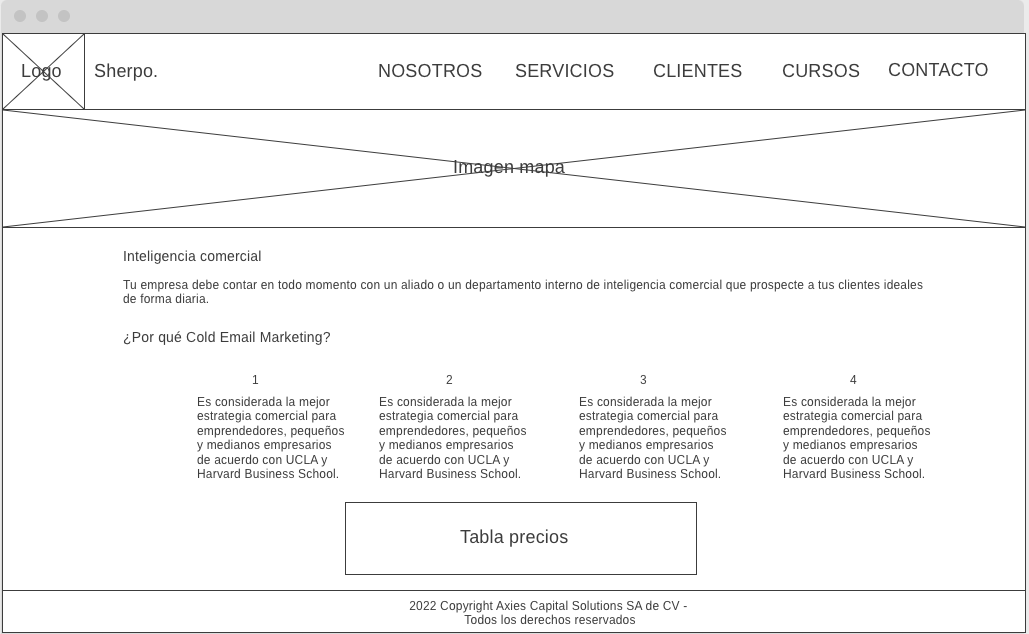 Logo
Sherpo.
NOSOTROS
SERVICIOS
CLIENTES
CURSOS
CONTACTO
Imagen mapa
Inteligencia comercial
Tu empresa debe contar en todo momento con un aliado o un departamento interno de inteligencia comercial que prospecte a tus clientes ideales
de forma diaria.
¿Por qué Cold Email Marketing?
1
Es considerada la mejor
estrategia comercial para
emprendedores, pequeños
y medianos empresarios
de acuerdo con UCLA y
Harvard Business School.
2
Es considerada la mejor
estrategia comercial para
emprendedores, pequeños
y medianos empresarios
de acuerdo con UCLA y
Harvard Business School.
3
Es considerada la mejor
estrategia comercial para
emprendedores, pequeños
y medianos empresarios
de acuerdo con UCLA y
Harvard Business School.
4
Es considerada la mejor
estrategia comercial para
emprendedores, pequeños
y medianos empresarios
de acuerdo con UCLA y
Harvard Business School.
Tabla precios
2022 Copyright Axies Capital Solutions SA de CV -
Todos los derechos reservados